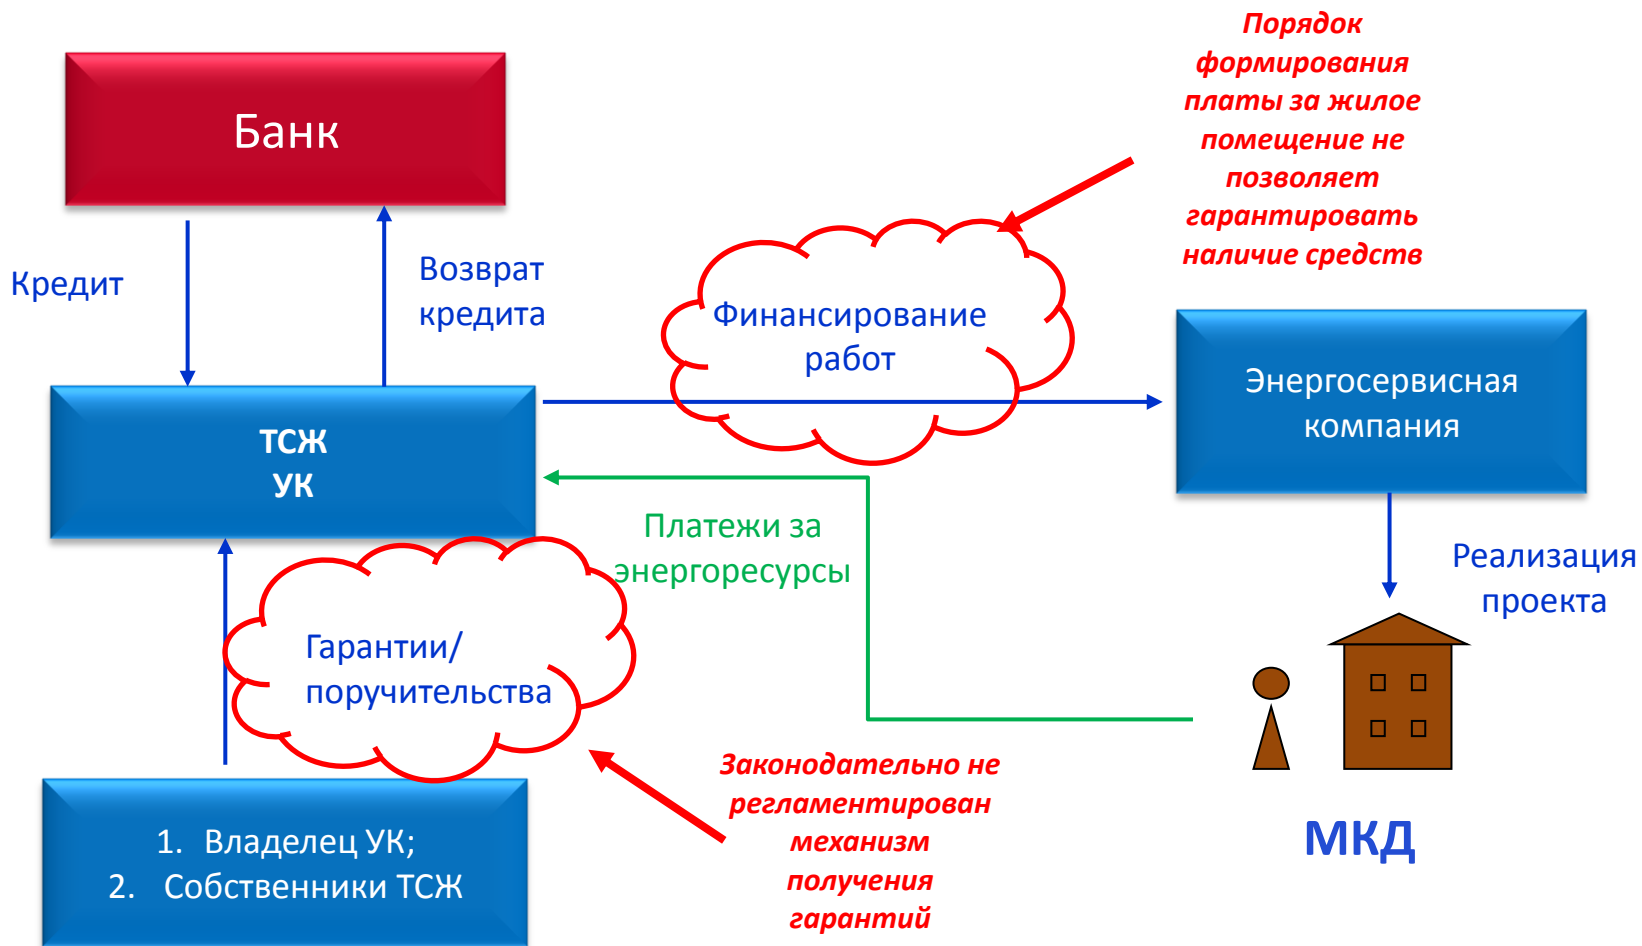 Порядок
формирования
платы за жилое
помещение не
позволяет
гарантировать
наличие средств
Банк
Кредит
Возврат
кредита
Финансирование
работ
Энергосервисная
компания
ТСЖ
УК
Платежи за
энергоресурсы
Реализация
проекта
Гарантии/
поручительства
Законодательно не
регламентирован
механизм
получения
гарантий
МКД
1. Владелец УК;
2. Собственники ТСЖ